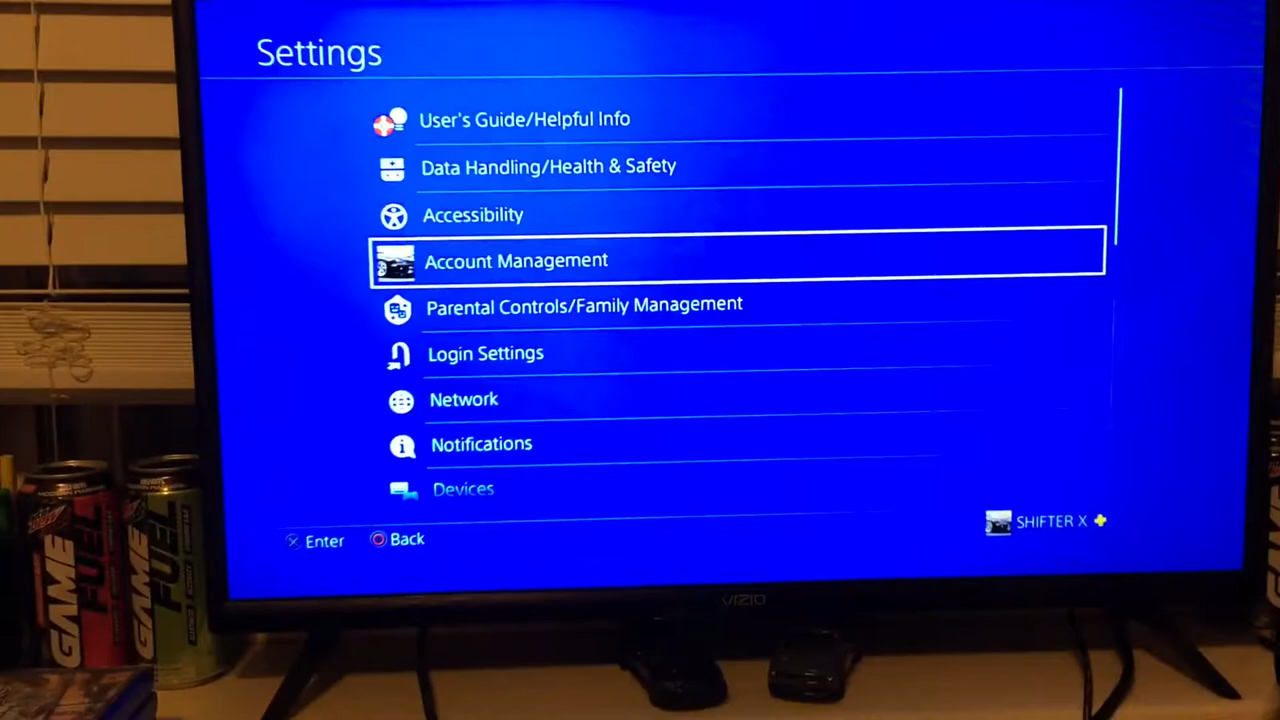 Settings
User's Guide/Helpful Info
Data Handling/Health & Safety
Accessibility
Account Management
Parental Controls/Family Management
Login Settings
Network
Notifications
Devices
Enter
Back
SHIFTER X
VIZIO
GAME FUEL
GAME FUEL